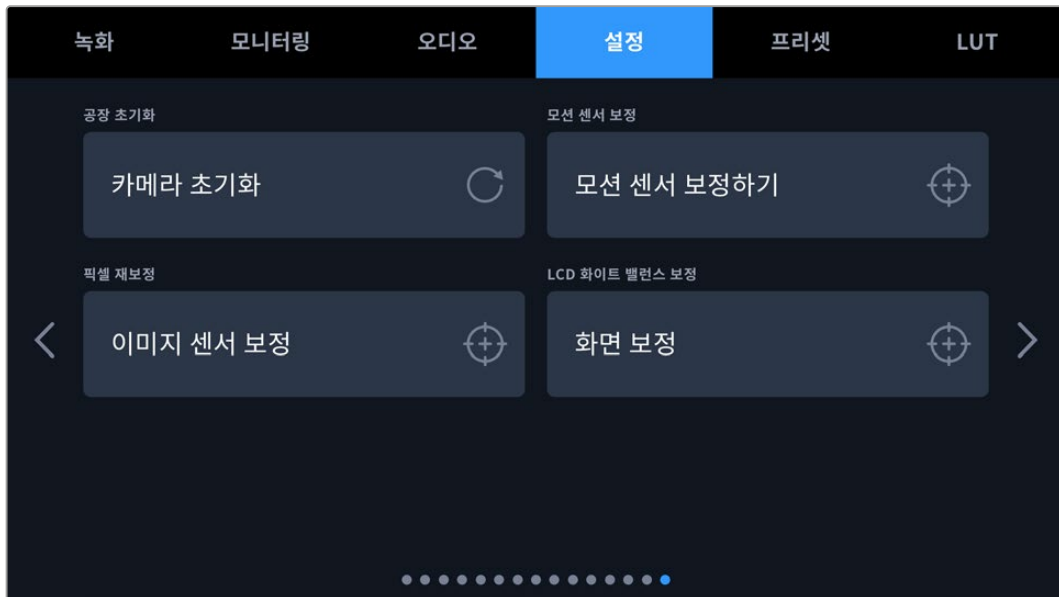 녹화 모니터링 오디오 설정 프리셋 LUT
공장 초기화 모션 센서 보정
카메라 초기화 모션 센서 보정하기
픽셀 재보정 LCD 화이트 밸런스 보정
이미지 센서 보정 화면 보정